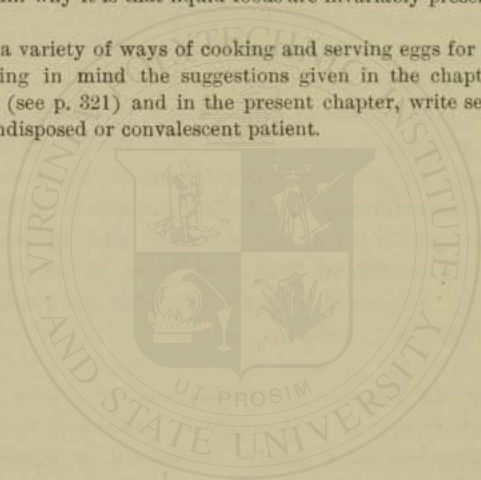 why it is that liquid foods are invariably
a variety of ways of cooking and serving eggs for
ing in mind the suggestions given in the chapt
(see p. 321) and in the present chapter, write se
ndisposed or convalescent patient.
VIRGINIA POLYTECHNIC INSTITUTE
AND STATE UNIVERSITY
UT PROSIM